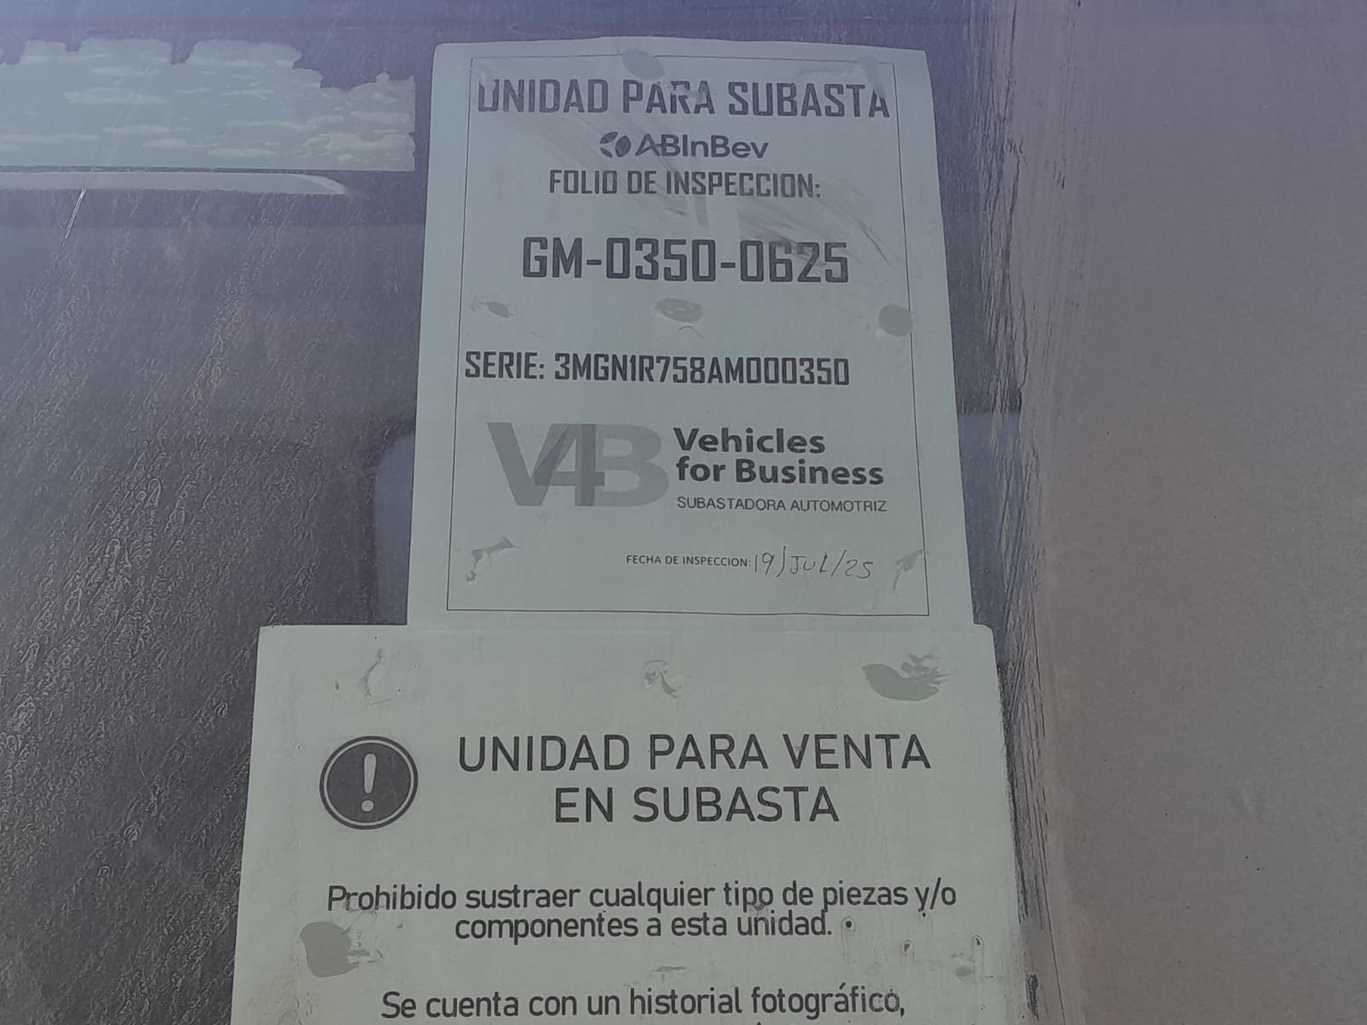 UNIDAD PARA SUBASTA
ABInBev
FOLIO DE INSPECCION:
GM-0350-0625
SERIE: 3MGN1R758AM000350
V4B Vehicles
for Business
SUBASTADORA AUTOMOTRIZ
FECHA DE INSPECCION: 19/JUL/25
UNIDAD PARA VENTA
EN SUBASTA
Prohibido sustraer cualquier tipo de piezas y/o
componentes a esta unidad.
Se cuenta con un historial fotográfico,